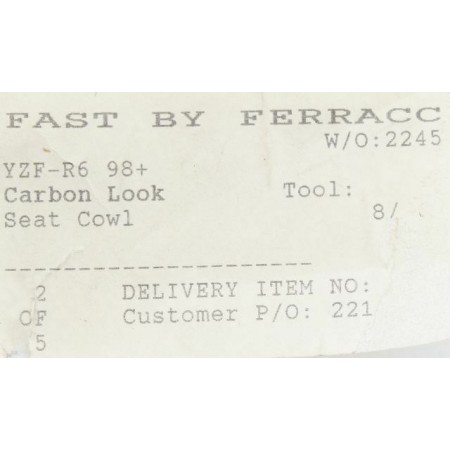 FAST BY FERRACC
W/O:2245
YZF-R6 98+
Carbon Look Tool:
Seat Cowl 8/
---------------------
2 DELIVERY ITEM NO:
OF Customer P/O: 221
5